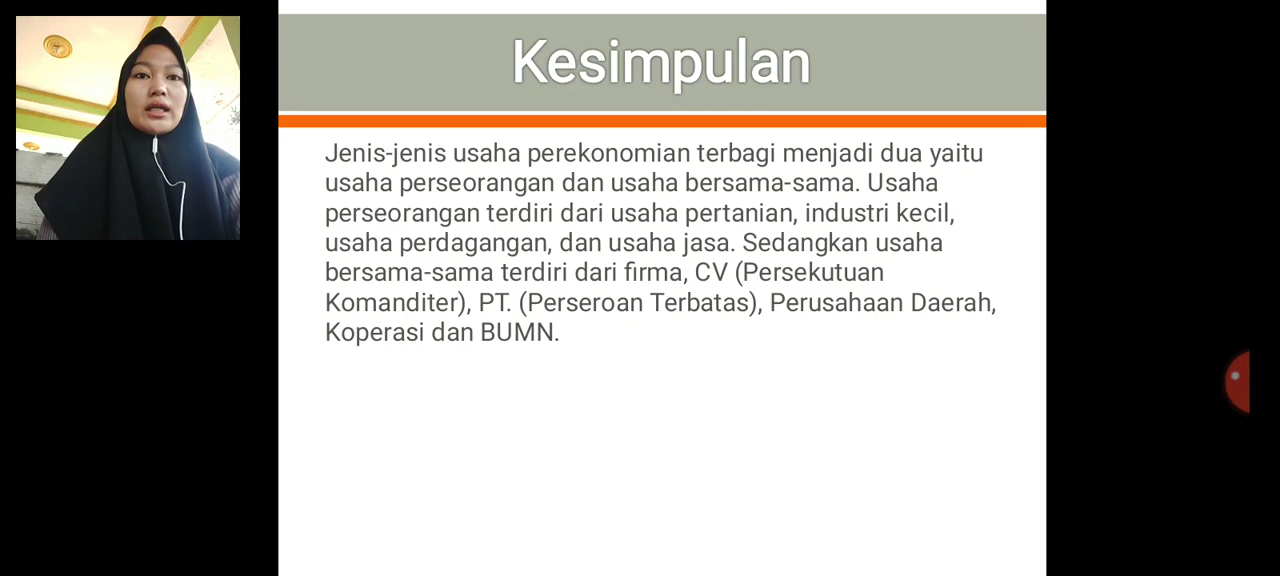 Kesimpulan
Jenis-jenis usaha perekonomian terbagi menjadi dua yaitu
usaha perseorangan dan usaha bersama-sama. Usaha
perseorangan terdiri dari usaha pertanian, industri kecil,
usaha perdagangan, dan usaha jasa. Sedangkan usaha
bersama-sama terdiri dari firma, CV (Persekutuan
Komanditer), PT. (Perseroan Terbatas), Perusahaan Daerah,
Koperasi dan BUMN.